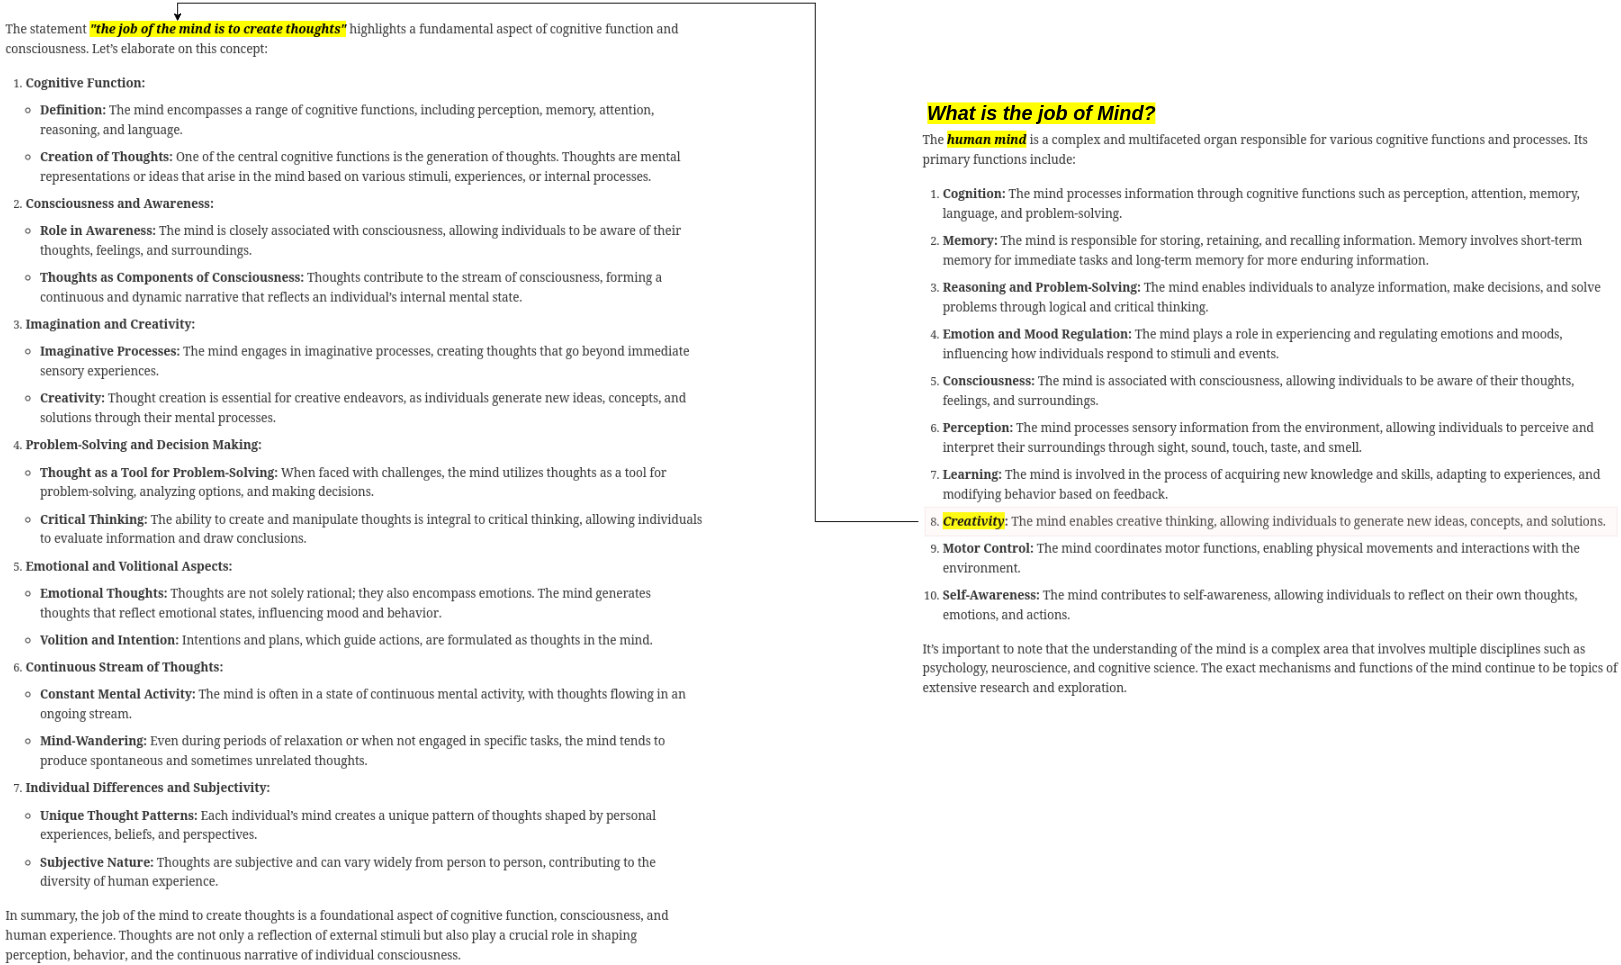 The statement "the job of the mind is to create thoughts" highlights a fundamental aspect of cognitive function and
consciousness. Let’s elaborate on this concept:
1. Cognitive Function:
Definition: The mind encompasses a range of cognitive functions, including perception, memory, attention,
reasoning, and language.
Creation of Thoughts: One of the central cognitive functions is the generation of thoughts. Thoughts are mental
representations or ideas that arise in the mind based on various stimuli, experiences, or internal processes.
2. Consciousness and Awareness:
Role in Awareness: The mind is closely associated with consciousness, allowing individuals to be aware of their
thoughts, feelings, and surroundings.
Thoughts as Components of Consciousness: Thoughts contribute to the stream of consciousness, forming a
continuous and dynamic narrative that reflects an individual’s internal mental state.
3. Imagination and Creativity:
Imaginative Processes: The mind engages in imaginative processes, creating thoughts that go beyond immediate
sensory experiences.
Creativity: Thought creation is essential for creative endeavors, as individuals generate new ideas, concepts, and
solutions through their mental processes.
4. Problem-Solving and Decision Making:
Thought as a Tool for Problem-Solving: When faced with challenges, the mind utilizes thoughts as a tool for
problem-solving, analyzing options, and making decisions.
Critical Thinking: The ability to create and manipulate thoughts is integral to critical thinking, allowing individuals
to evaluate information and draw conclusions.
5. Emotional and Volitional Aspects:
Emotional Thoughts: Thoughts are not solely rational; they also encompass emotions. The mind generates
thoughts that reflect emotional states, influencing mood and behavior.
Volition and Intention: Intentions and plans, which guide actions, are formulated as thoughts in the mind.
6. Continuous Stream of Thoughts:
Constant Mental Activity: The mind is often in a state of continuous mental activity, with thoughts flowing in an
ongoing stream.
Mind-Wandering: Even during periods of relaxation or when not engaged in specific tasks, the mind tends to
produce spontaneous and sometimes unrelated thoughts.
7. Individual Differences and Subjectivity:
Unique Thought Patterns: Each individual’s mind creates a unique pattern of thoughts shaped by personal
experiences, beliefs, and perspectives.
Subjective Nature: Thoughts are subjective and can vary widely from person to person, contributing to the
diversity of human experience.
In summary, the job of the mind to create thoughts is a foundational aspect of cognitive function, consciousness, and
human experience. Thoughts are not only a reflection of external stimuli but also play a crucial role in shaping
perception, behavior, and the continuous narrative of individual consciousness.
What is the job of Mind?
The human mind is a complex and multifaceted organ responsible for various cognitive functions and processes. Its
primary functions include:
1. Cognition: The mind processes information through cognitive functions such as perception, attention, memory,
language, and problem-solving.
2. Memory: The mind is responsible for storing, retaining, and recalling information. Memory involves short-term
memory for immediate tasks and long-term memory for more enduring information.
3. Reasoning and Problem-Solving: The mind enables individuals to analyze information, make decisions, and solve
problems through logical and critical thinking.
4. Emotion and Mood Regulation: The mind plays a role in experiencing and regulating emotions and moods,
influencing how individuals respond to stimuli and events.
5. Consciousness: The mind is associated with consciousness, allowing individuals to be aware of their thoughts,
feelings, and surroundings.
6. Perception: The mind processes sensory information from the environment, allowing individuals to perceive and
interpret their surroundings through sight, sound, touch, taste, and smell.
7. Learning: The mind is involved in the process of acquiring new knowledge and skills, adapting to experiences, and
modifying behavior based on feedback.
8. Creativity: The mind enables creative thinking, allowing individuals to generate new ideas, concepts, and solutions.
9. Motor Control: The mind coordinates motor functions, enabling physical movements and interactions with the
environment.
10. Self-Awareness: The mind contributes to self-awareness, allowing individuals to reflect on their own thoughts,
emotions, and actions.
It’s important to note that the understanding of the mind is a complex area that involves multiple disciplines such as
psychology, neuroscience, and cognitive science. The exact mechanisms and functions of the mind continue to be topics of
extensive research and exploration.